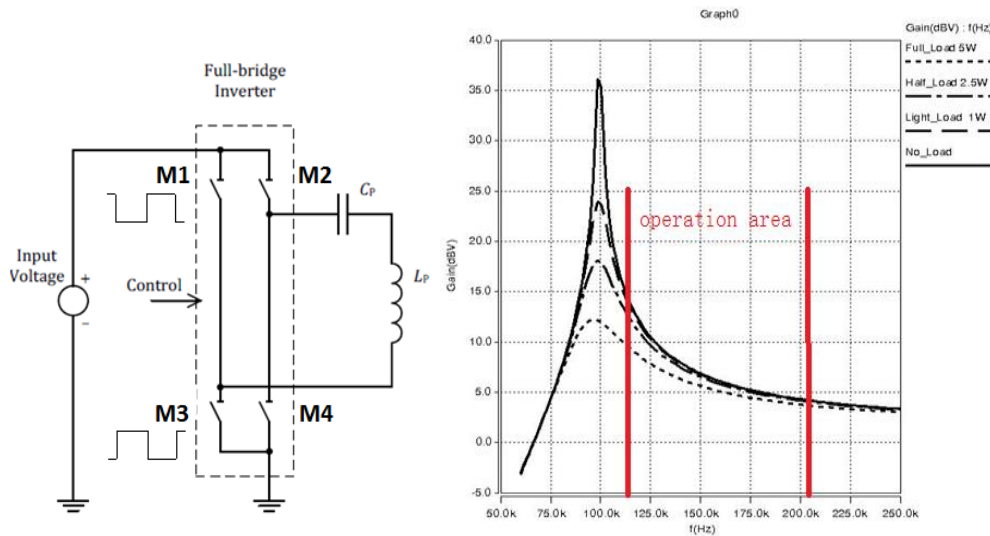 Full-bridge
Inverter
M1
M2
Cₚ
Input
Voltage
+
−
Control
Lₚ
M3
M4
Graph0
Gain(dBV) : f(Hz)
Full_Load 5W
Half_Load 2.5W
Light_Load 1W
No_Load
operation area
Gain(dBV)
40.0
35.0
30.0
25.0
20.0
15.0
10.0
5.0
0.0
-5.0
50.0k 75.0k 100.0k 125.0k 150.0k 175.0k 200.0k 225.0k 250.0k
f(Hz)